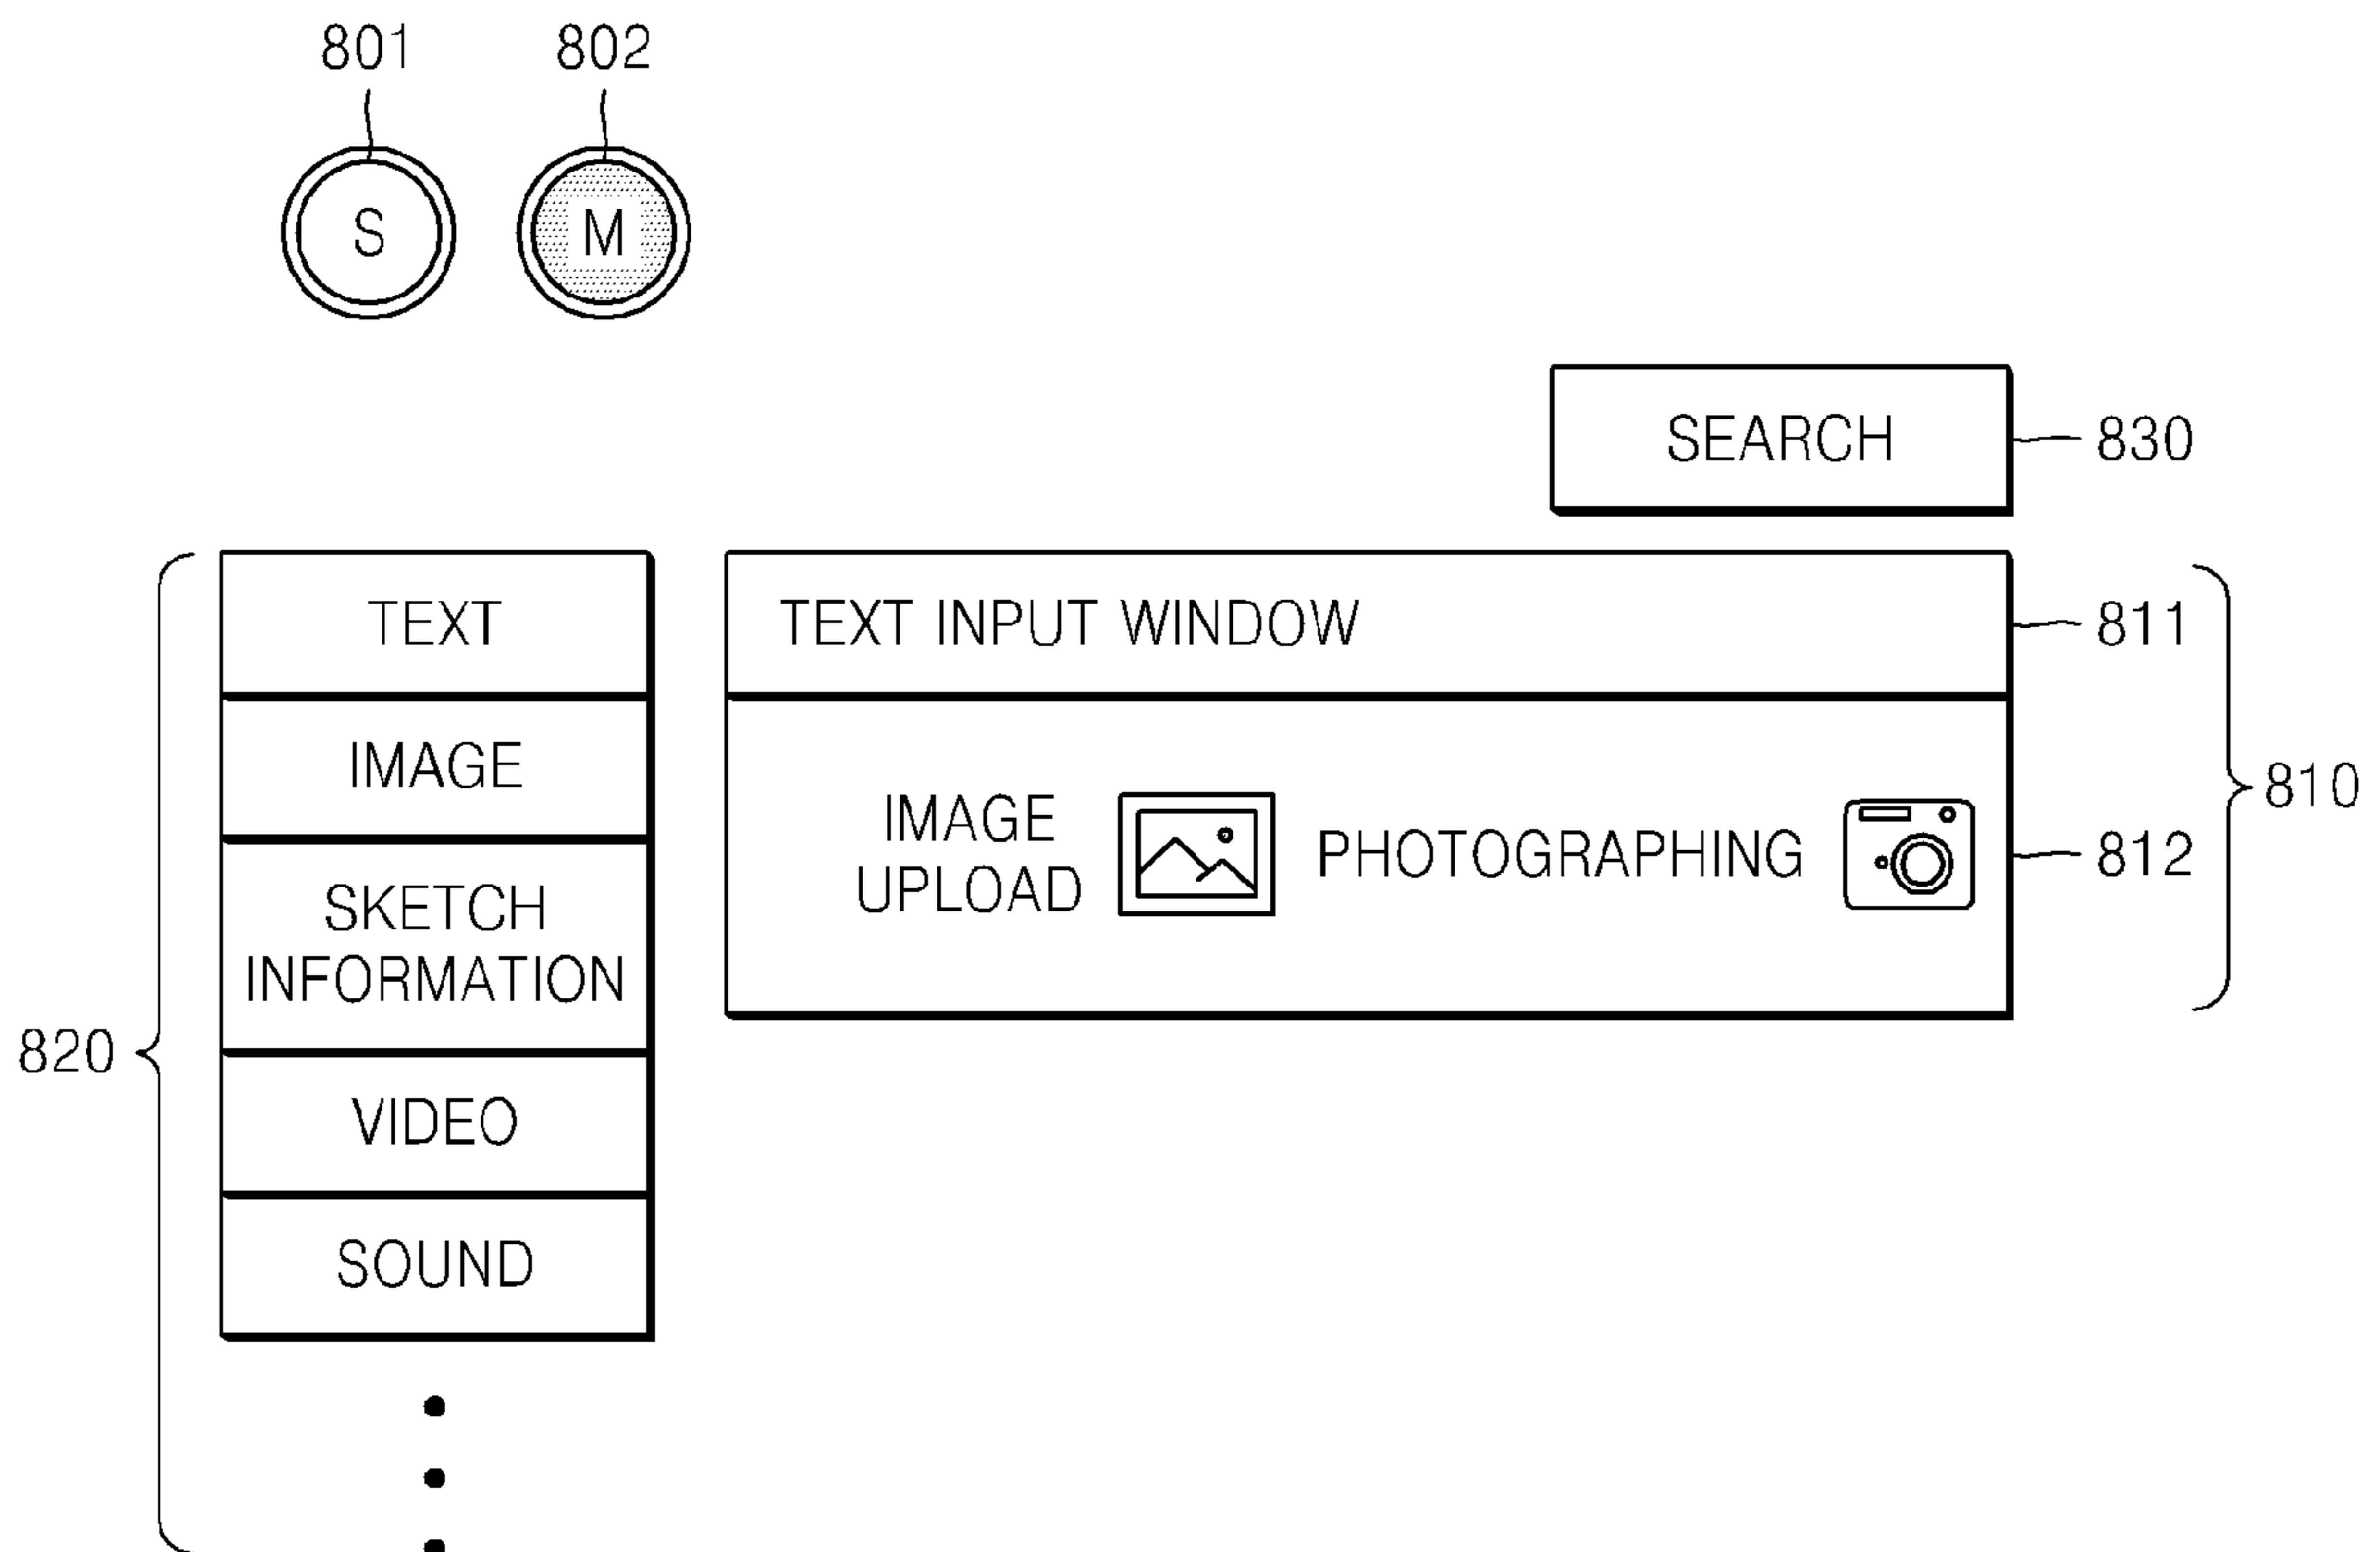 801 802
S M
SEARCH 830
TEXT
IMAGE
SKETCH
INFORMATION
VIDEO
SOUND
820
TEXT INPUT WINDOW 811
IMAGE
UPLOAD
PHOTOGRAPHING 812
810